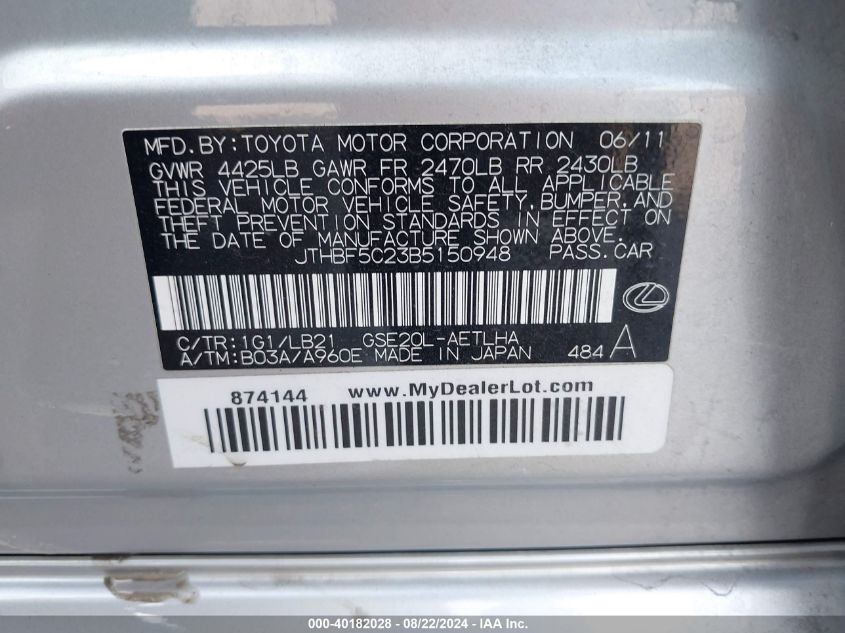 MFD. BY: TOYOTA MOTOR CORPORATION 06/11
GVWR 4425LB GAWR FR 2470LB RR 2430LB
THIS VEHICLE CONFORMS TO ALL APPLICABLE
FEDERAL MOTOR VEHICLE SAFETY, BUMPER, AND
THEFT PREVENTION STANDARDS IN EFFECT ON
THE DATE OF MANUFACTURE SHOWN ABOVE.
JTHBF5C23B5150948 PASS. CAR
C/TR: 1G1/LB21 GSE20L-AETLHA
A/TM: B03A/A960E MADE IN JAPAN 484 A
874144 www.MyDealerLot.com
000-40182028 - 08/22/2024 - IAA Inc.